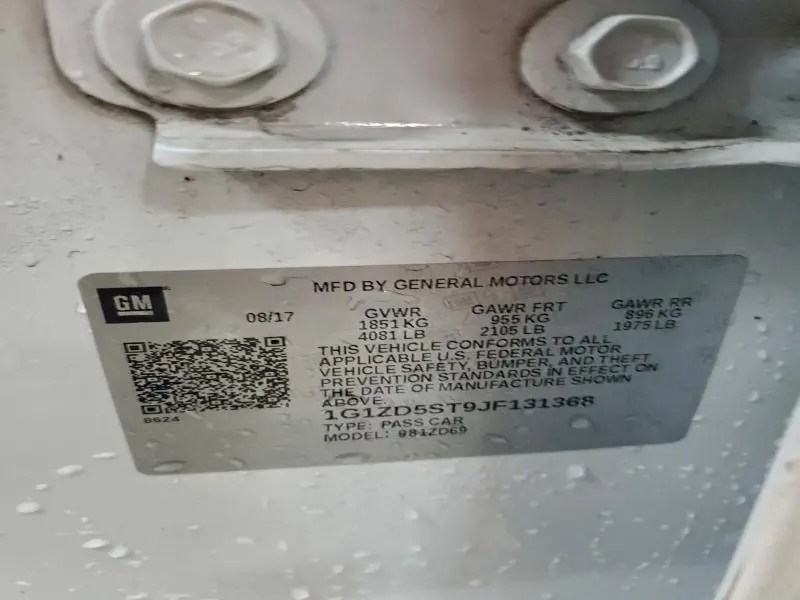 MFD BY GENERAL MOTORS LLC
GM
08/17
GVWR GAWR FRT GAWR RR
1851 KG 955 KG 896 KG
4081 LB 2105 LB 1975 LB
THIS VEHICLE CONFORMS TO ALL
APPLICABLE U.S. FEDERAL MOTOR
VEHICLE SAFETY, BUMPER, AND THEFT
PREVENTION STANDARDS IN EFFECT ON
THE DATE OF MANUFACTURE SHOWN
ABOVE.
1G1ZD5ST9JF131368
8624
TYPE: PASS CAR
MODEL: 981ZD69